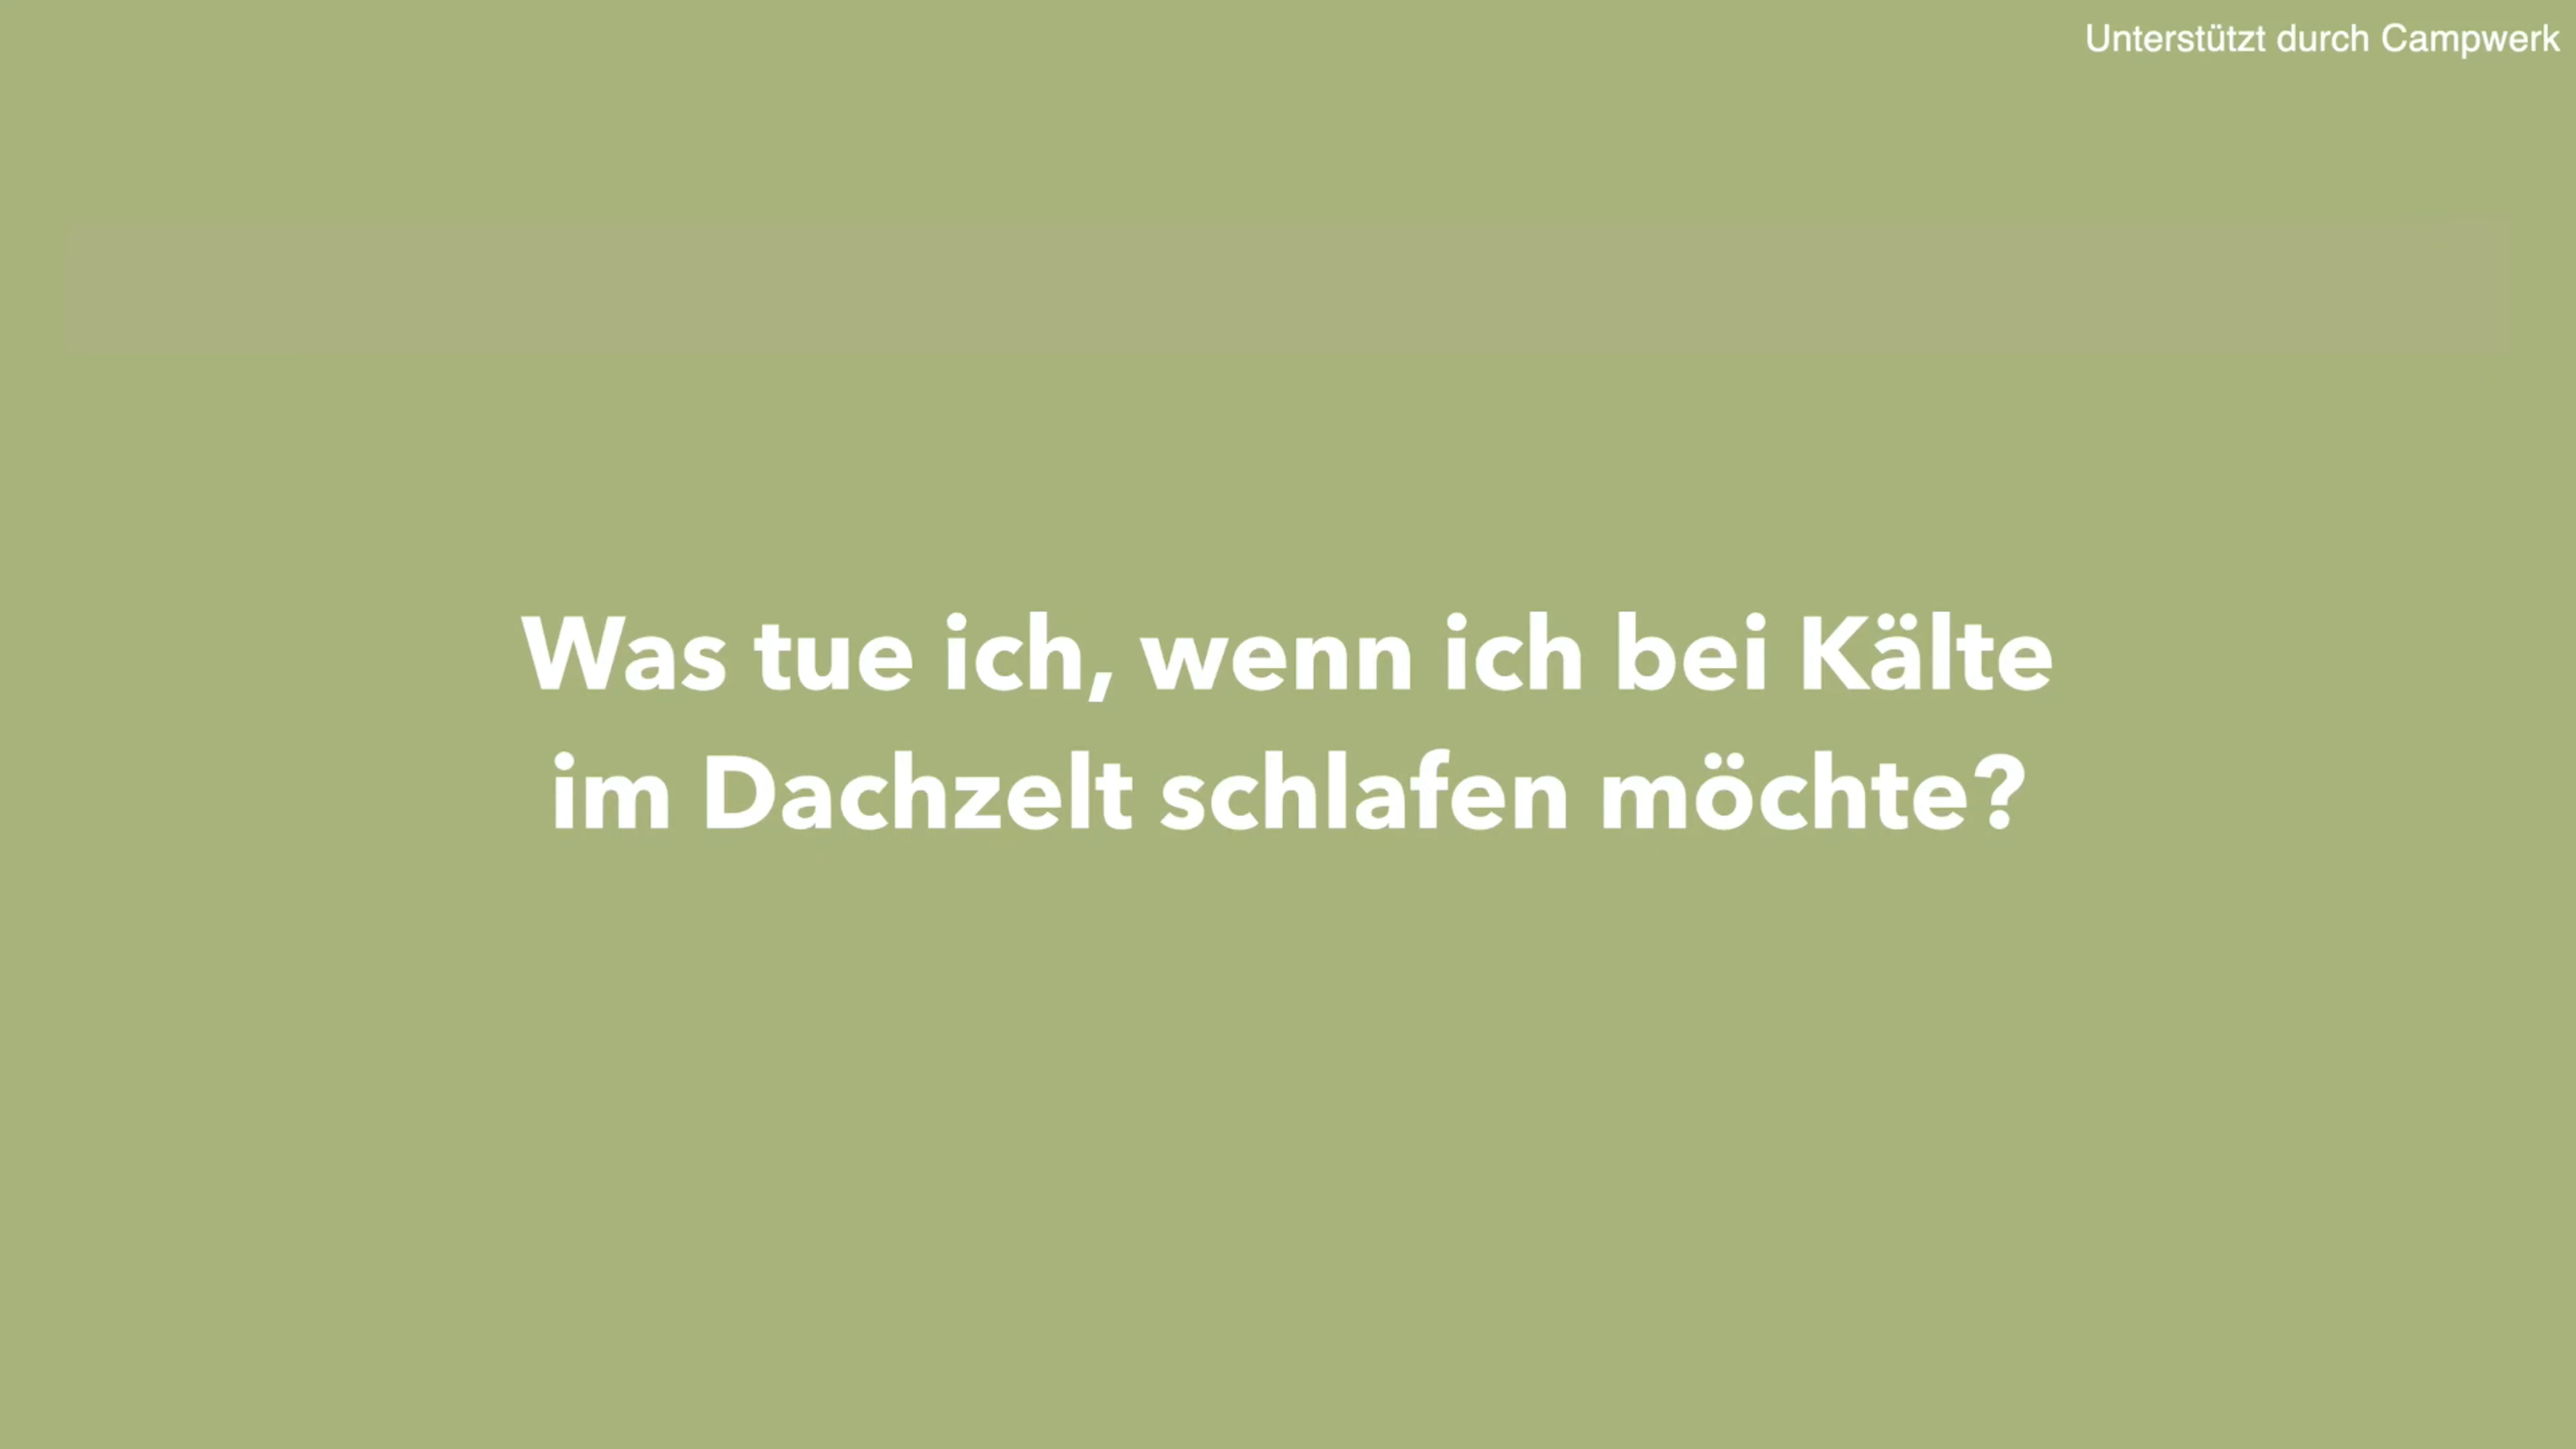 Unterstützt durch Campwerk
Was tue ich, wenn ich bei Kälte
im Dachzelt schlafen möchte?